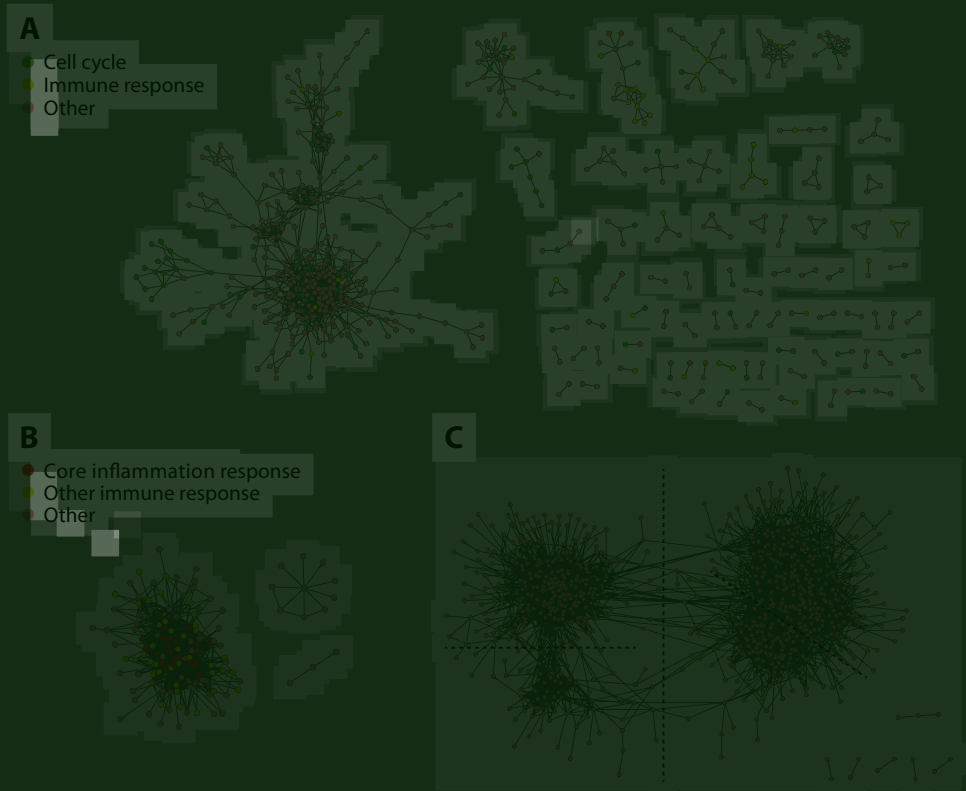 A
Cell cycle
Immune response
Other
B
Core inflammation response
Other immune response
Other
C